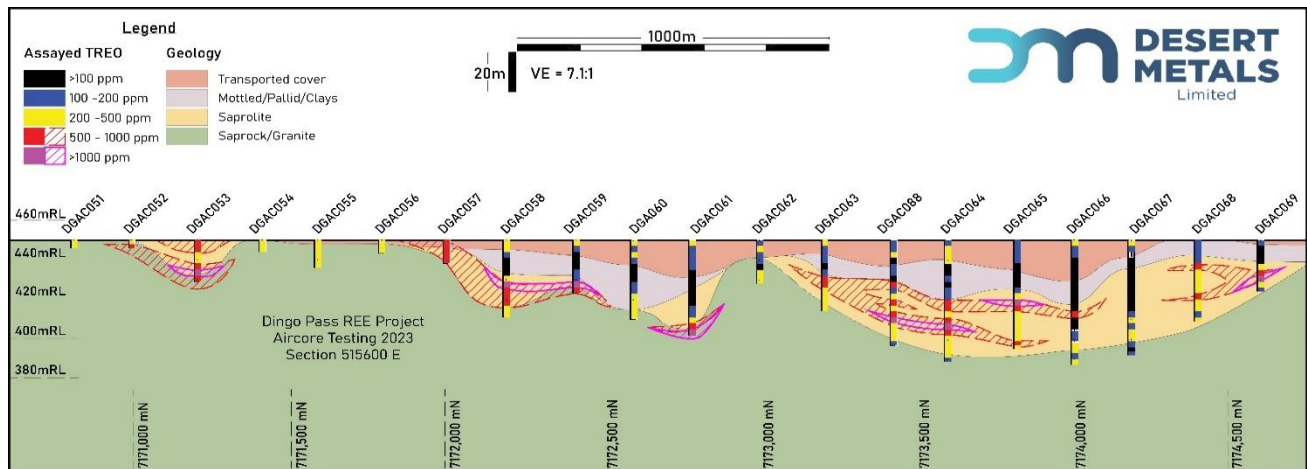 Legend
Assayed TREO
Geology
>100 ppm
100 -200 ppm
200 -500 ppm
500 - 1000 ppm
>1000 ppm
Transported cover
Mottled/Pallid/Clays
Saprolite
Saprock/Granite
1000m
20m
VE = 7.1:1
DM
DESERT
METALS
Limited
DGAC051
DGAC052
DGAC053
DGAC054
DGAC055
DGAC056
DGAC057
DGAC058
DGAC059
DGA060
DGAC061
DGAC062
DGAC063
DGAC088
DGAC064
DGAC065
DGAC066
DGAC067
DGAC068
DGAC069
460mRL
440mRL
420mRL
400mRL
380mRL
Dingo Pass REE Project
Aircore Testing 2023
Section 515600 E
7171,000 mN
7171,500 mN
7172,000 mN
7172,500 mN
7173,000 mN
7173,500 mN
7174,000 mN
7174,500 mN